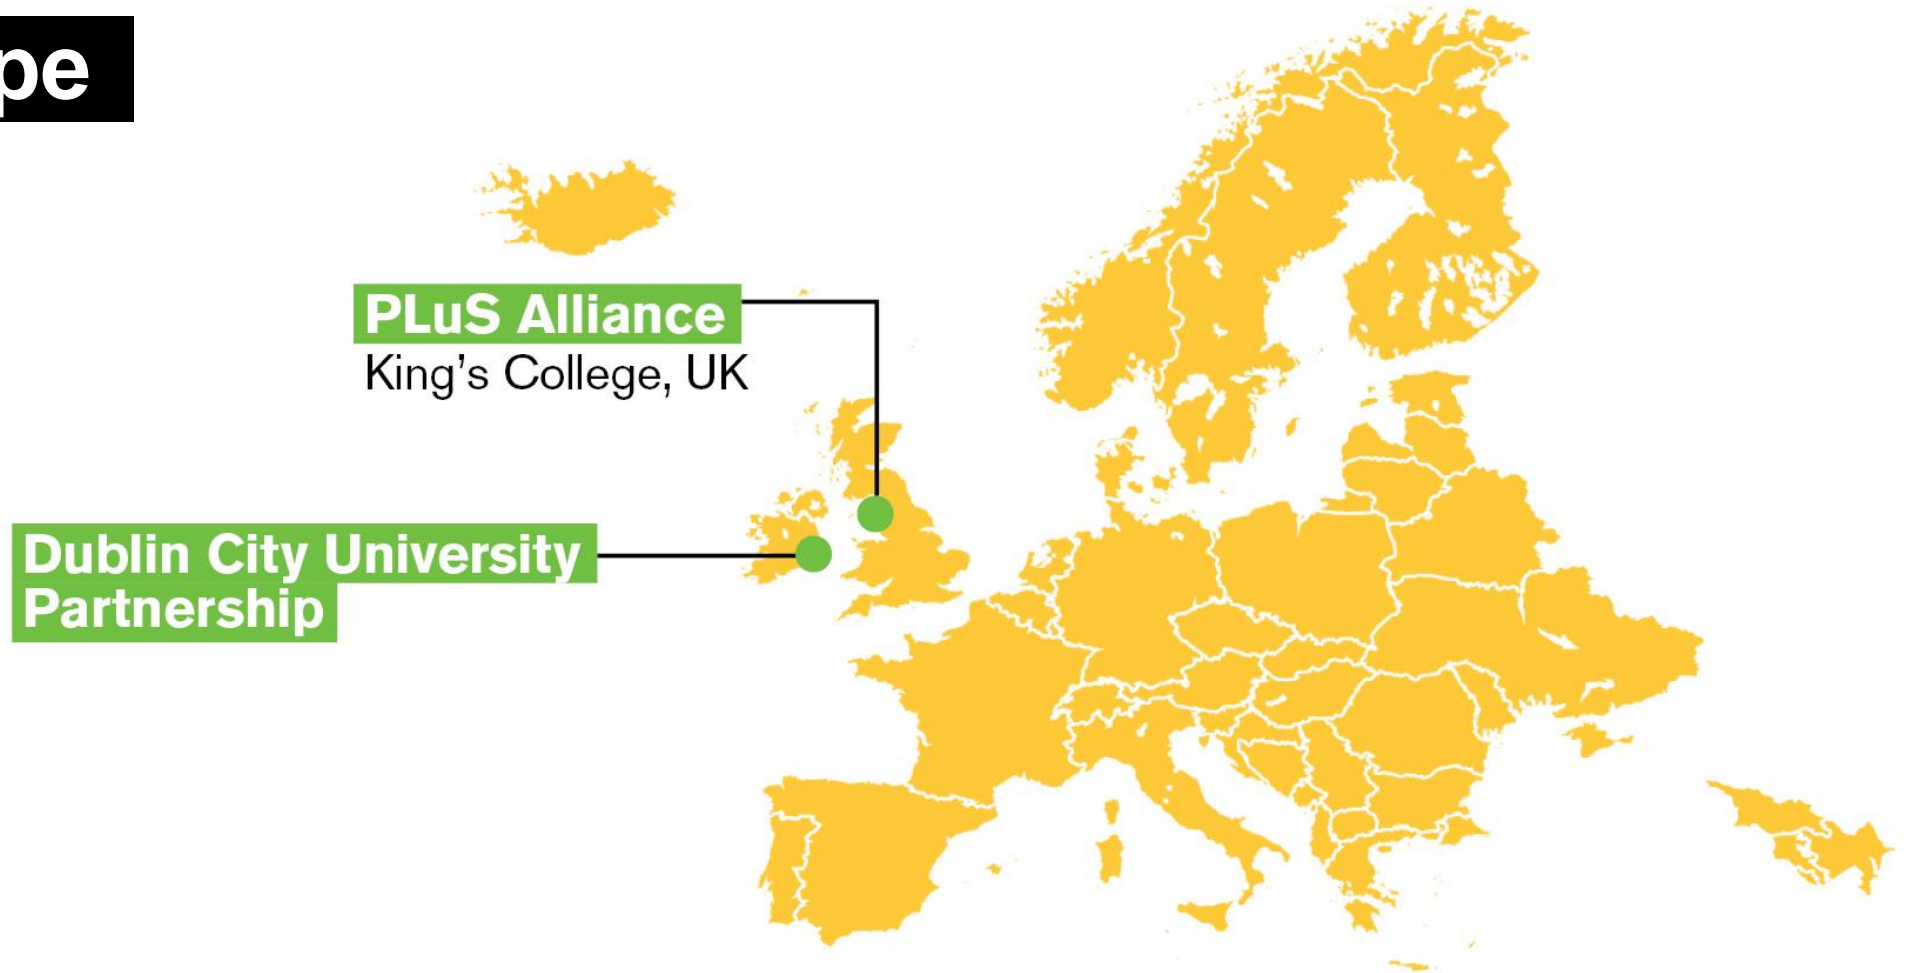 pe
PLuS Alliance
King's College, UK
Dublin City University
Partnership